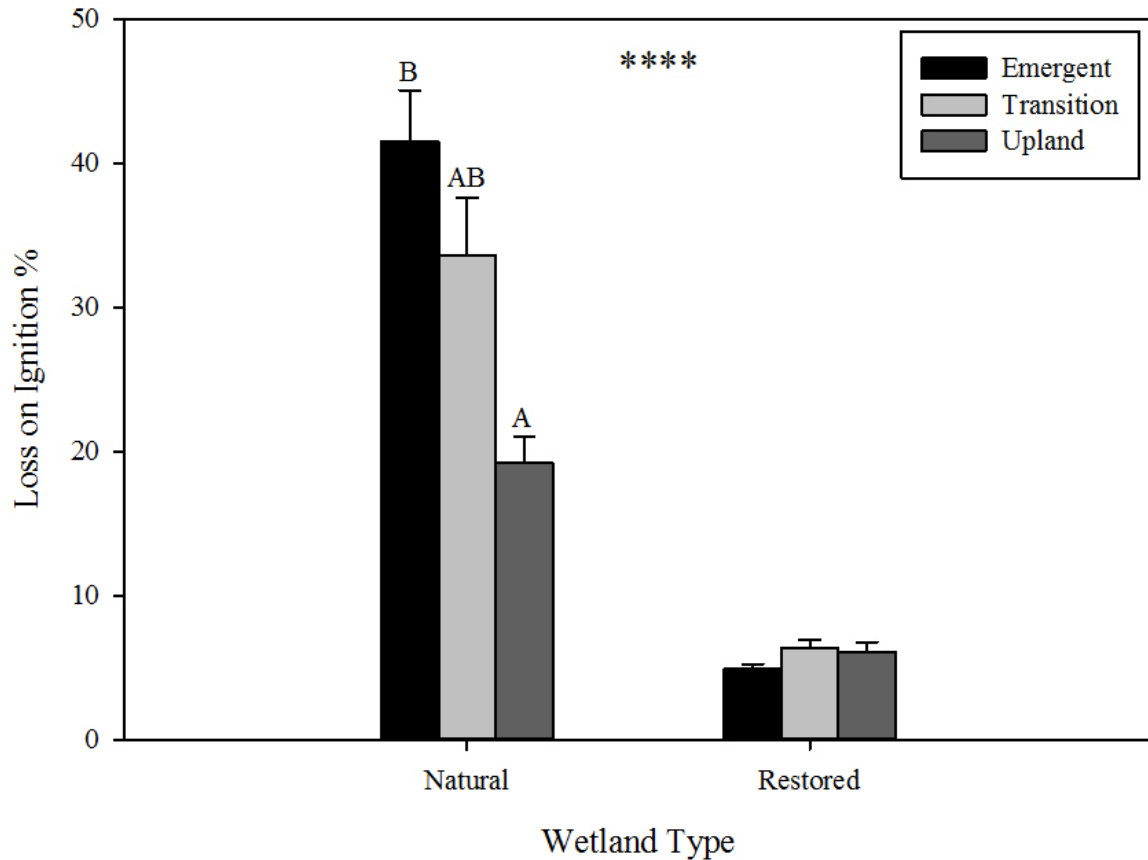 50
40
30
20
10
0
Loss on Ignition %
B
AB
A
****
Emergent
Transition
Upland
Natural
Restored
Wetland Type